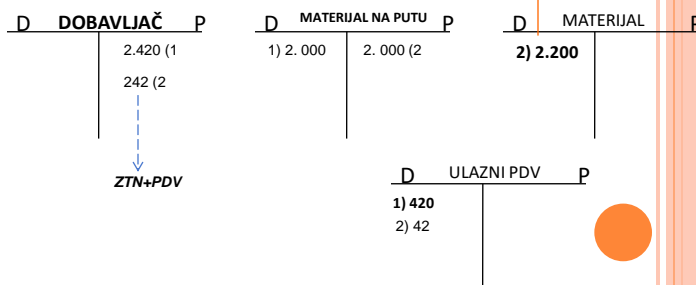 D DOBAVLJAČ P
2.420 (1
242 (2
ZTN+PDV
D MATERIJAL NA PUTU P
1) 2. 000 2. 000 (2
D MATERIJAL P
2) 2.200
D ULAZNI PDV P
1) 420
2) 42